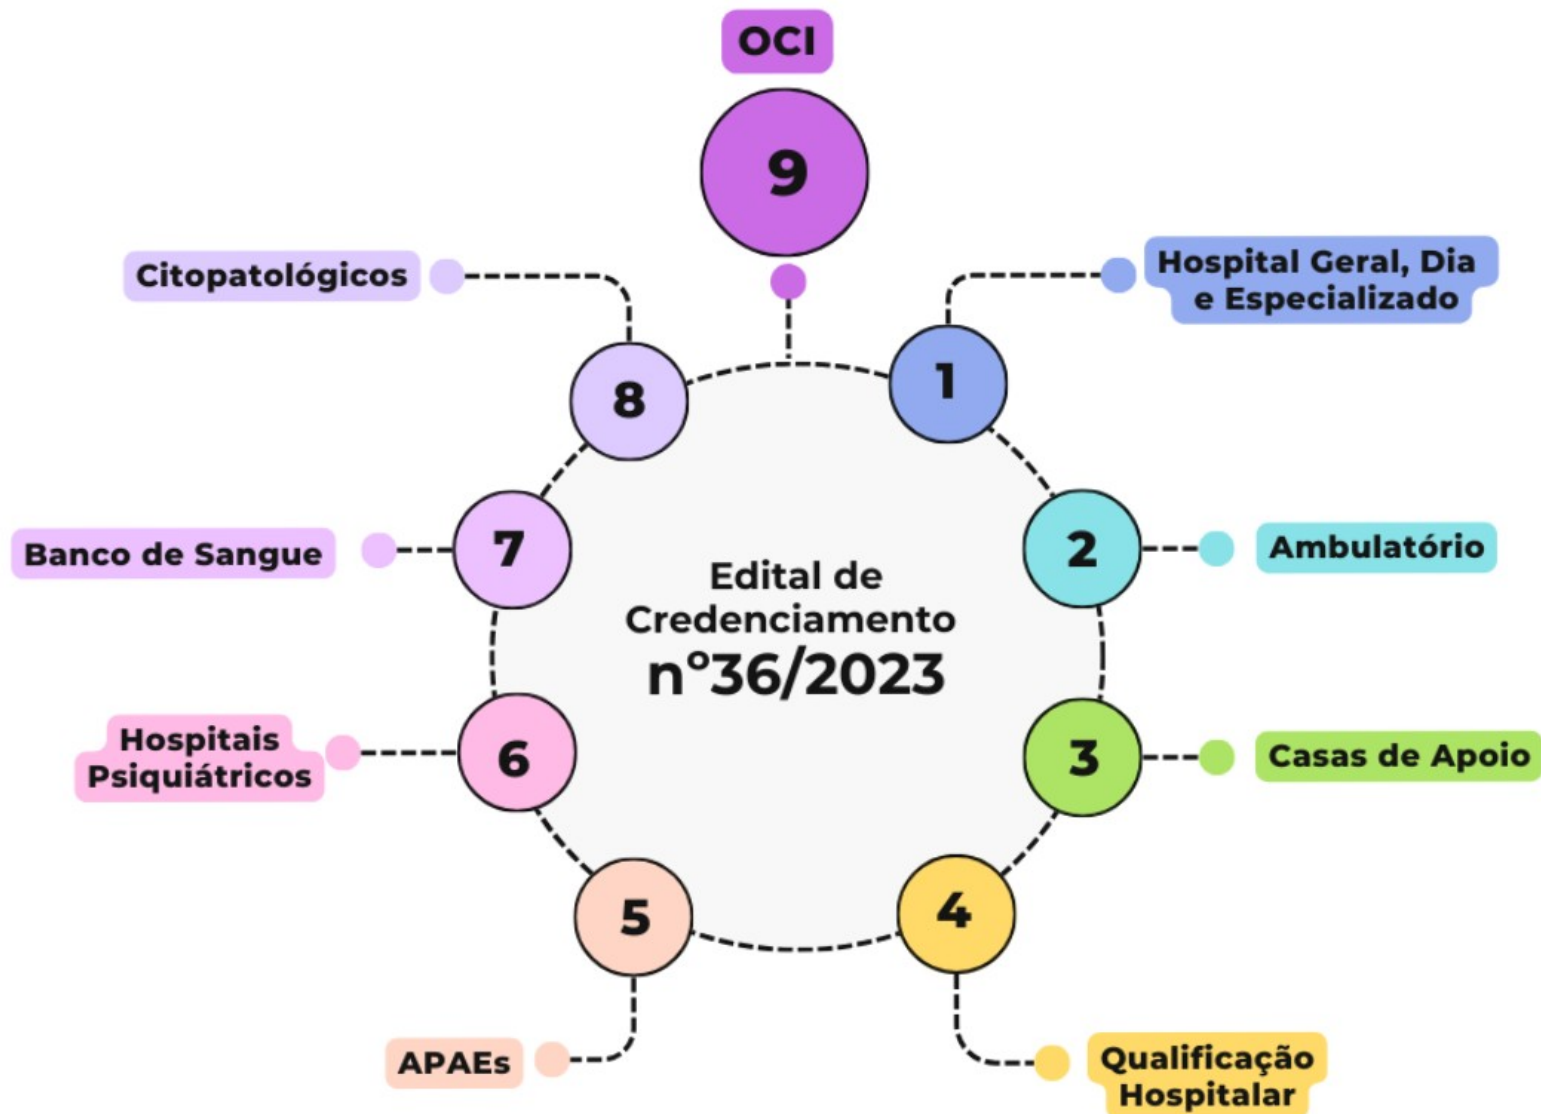 OCI
9
Citopatológicos
Hospital Geral, Dia
e Especializado
8
1
Banco de Sangue
7
2
Ambulatório
Edital de
Credenciamento
nº36/2023
Hospitais
Psiquiátricos
6
3
Casas de Apoio
5
4
APAEs
Qualificação
Hospitalar